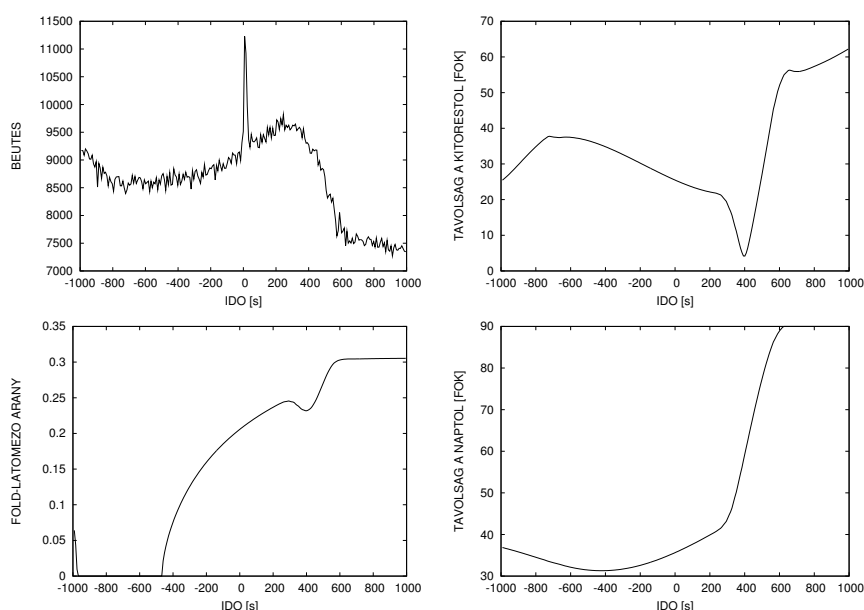 11500
11000
10500
10000
9500
9000
8500
8000
7500
7000
BEUTES
-1000 -800 -600 -400 -200 0 200 400 600 800 1000
IDO [s]
70
60
50
40
30
20
10
0
TAVOLSAG A KITORESTOL [FOK]
-1000 -800 -600 -400 -200 0 200 400 600 800 1000
IDO [s]
0.35
0.3
0.25
0.2
0.15
0.1
0.05
0
FOLD-LATOMEZO ARANY
-1000 -800 -600 -400 -200 0 200 400 600 800 1000
IDO [s]
90
80
70
60
50
40
30
TAVOLSAG A NAPTOL [FOK]
-1000 -800 -600 -400 -200 0 200 400 600 800 1000
IDO [s]